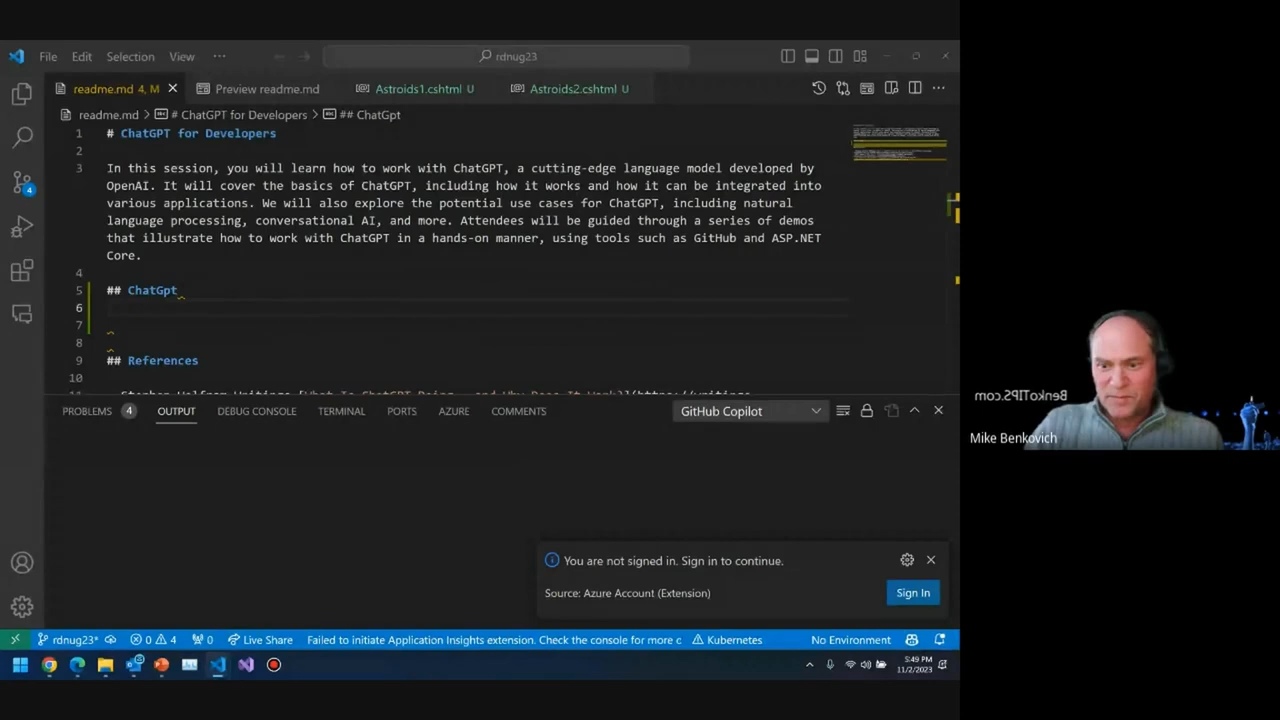 File Edit Selection View ··· rdnug23
readme.md 4, M Preview readme.md Astroids1.cshtml U Astroids2.cshtml U ···
readme.md > # ChatGPT for Developers > ## ChatGpt
1 # ChatGPT for Developers
2
3 In this session, you will learn how to work with ChatGPT, a cutting-edge language model developed by
OpenAI. It will cover the basics of ChatGPT, including how it works and how it can be integrated into
various applications. We will also explore the potential use cases for ChatGPT, including natural
language processing, conversational AI, and more. Attendees will be guided through a series of demos
that illustrate how to work with ChatGPT in a hands-on manner, using tools such as GitHub and ASP.NET
Core.
4
5 ## ChatGpt
6
7
8
9 ## References
10
PROBLEMS 4 OUTPUT DEBUG CONSOLE TERMINAL PORTS AZURE COMMENTS GitHub Copilot
You are not signed in. Sign in to continue.
Source: Azure Account (Extension) Sign In
rdnug23* 0 4 0 Live Share Failed to initiate Application Insights extension. Check the console for more c Kubernetes No Environment
5:49 PM
11/2/2023
4
BenkoTIPS.com
Mike Benkovich